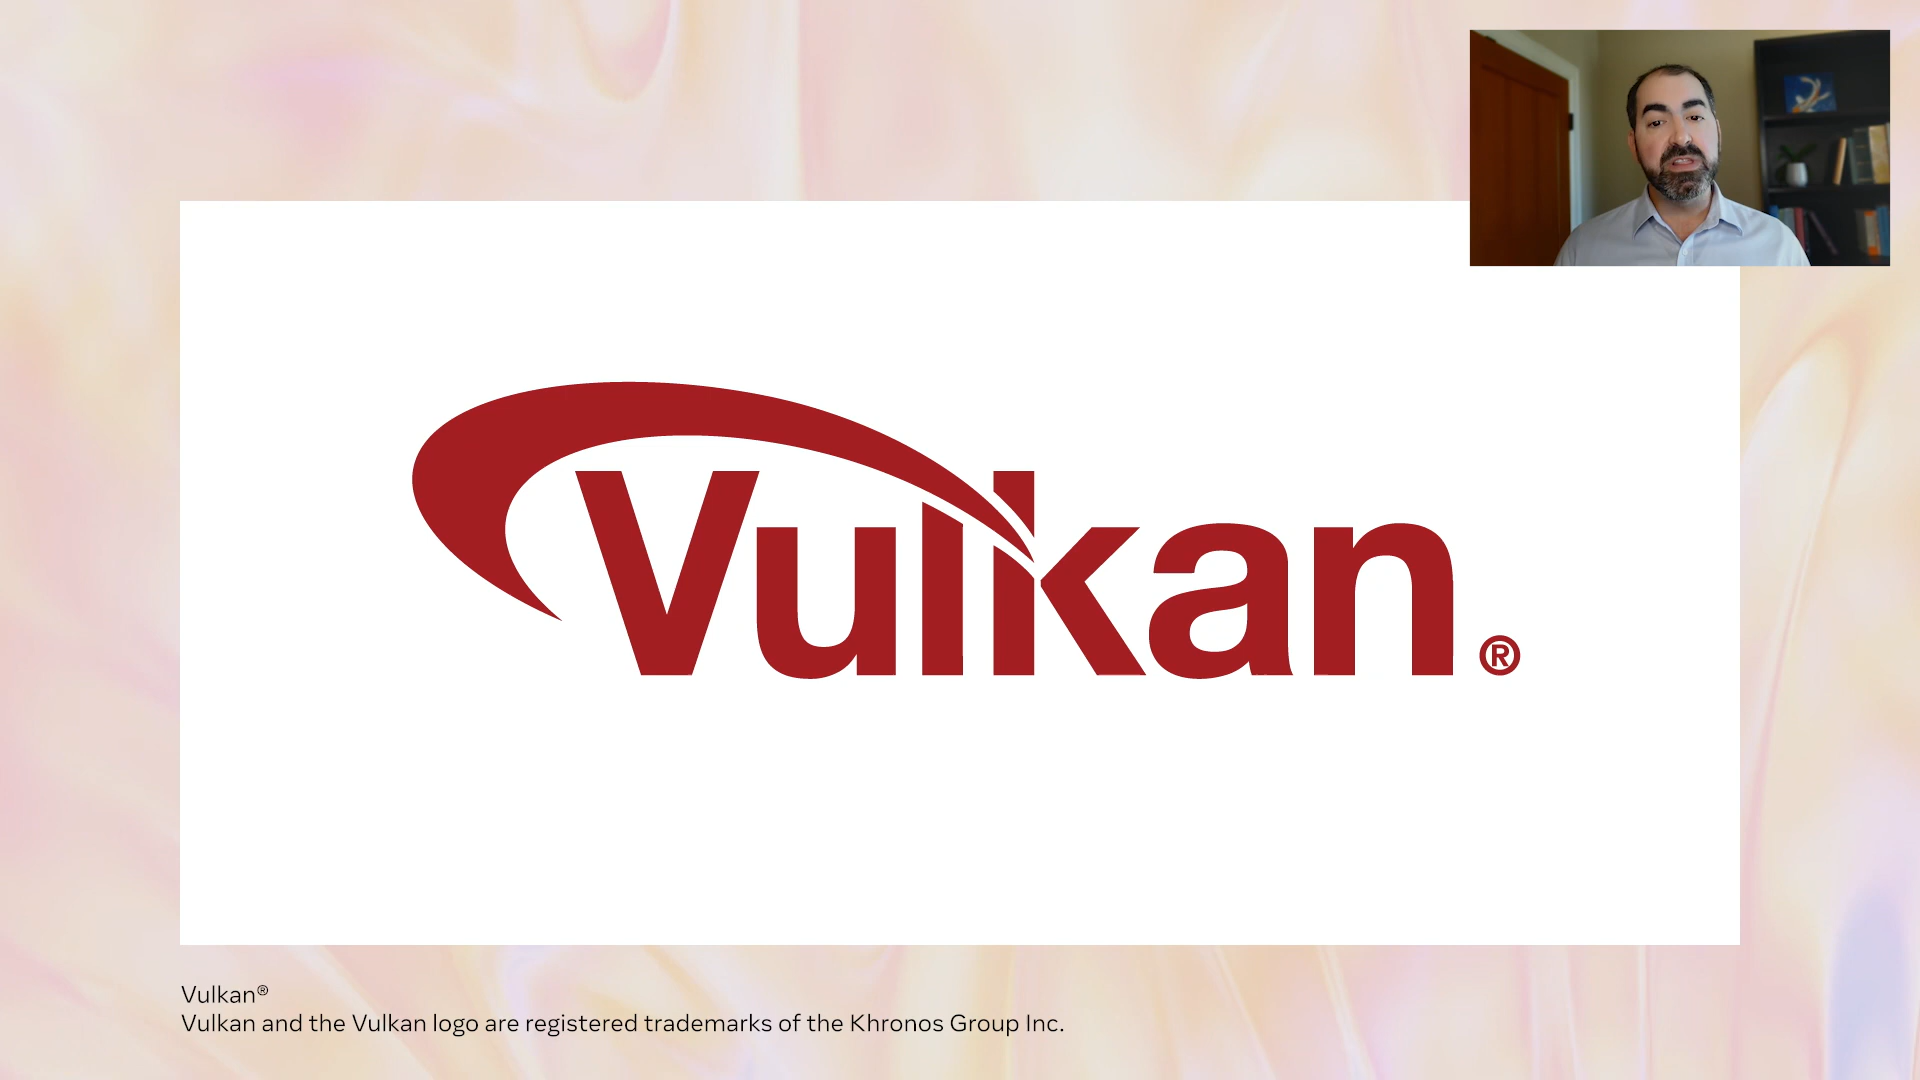 Vulkan®
Vulkan®
Vulkan and the Vulkan logo are registered trademarks of the Khronos Group Inc.